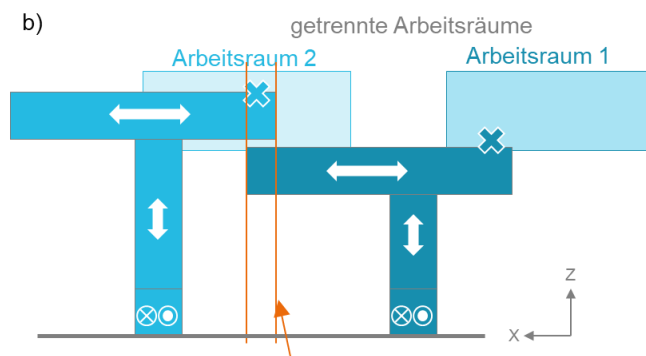 b)
getrennte Arbeitsräume
Arbeitsraum 2
Arbeitsraum 1
Z
X